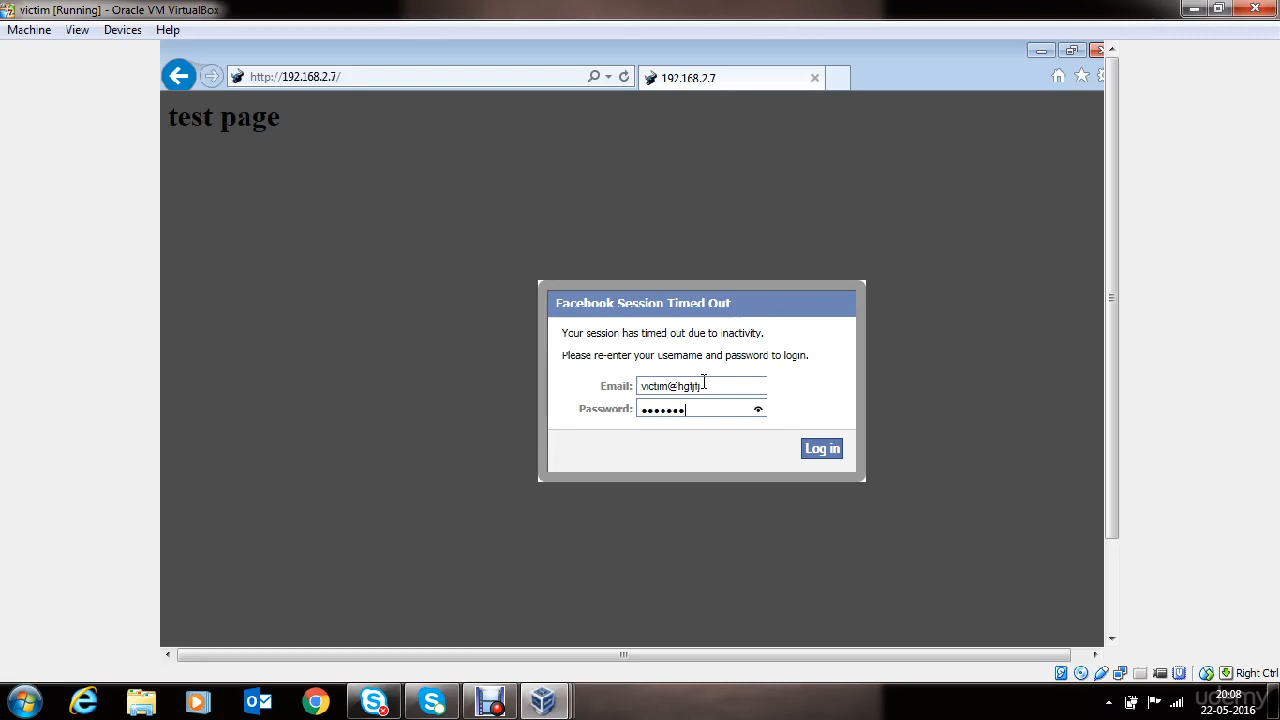 victim [Running] - Oracle VM VirtualBox
Machine View Devices Help
http://192.168.2.7/
192.168.2.7
test page
Facebook Session Timed Out
Your session has timed out due to inactivity.
Please re-enter your username and password to login.
Email:
Password:
Log in
Right Ctrl
20:08
22-05-2016
udemy